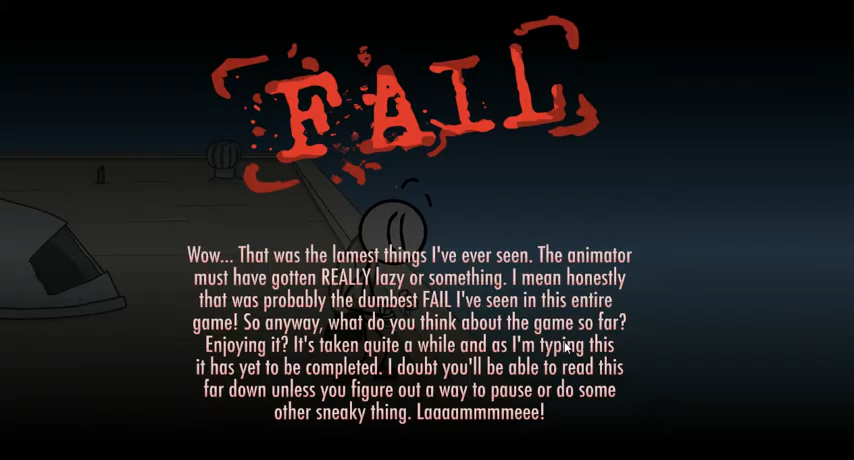 FAIL
Wow... That was the lamest things I've ever seen. The animator
must have gotten REALLY lazy or something. I mean honestly
that was probably the dumbest FAIL I've seen in this entire
game! So anyway, what do you think about the game so far?
Enjoying it? It's taken quite a while and as I'm typing this
it has yet to be completed. I doubt you'll be able to read this
far down unless you figure out a way to pause or do some
other sneaky thing. Laaaammmmeee!